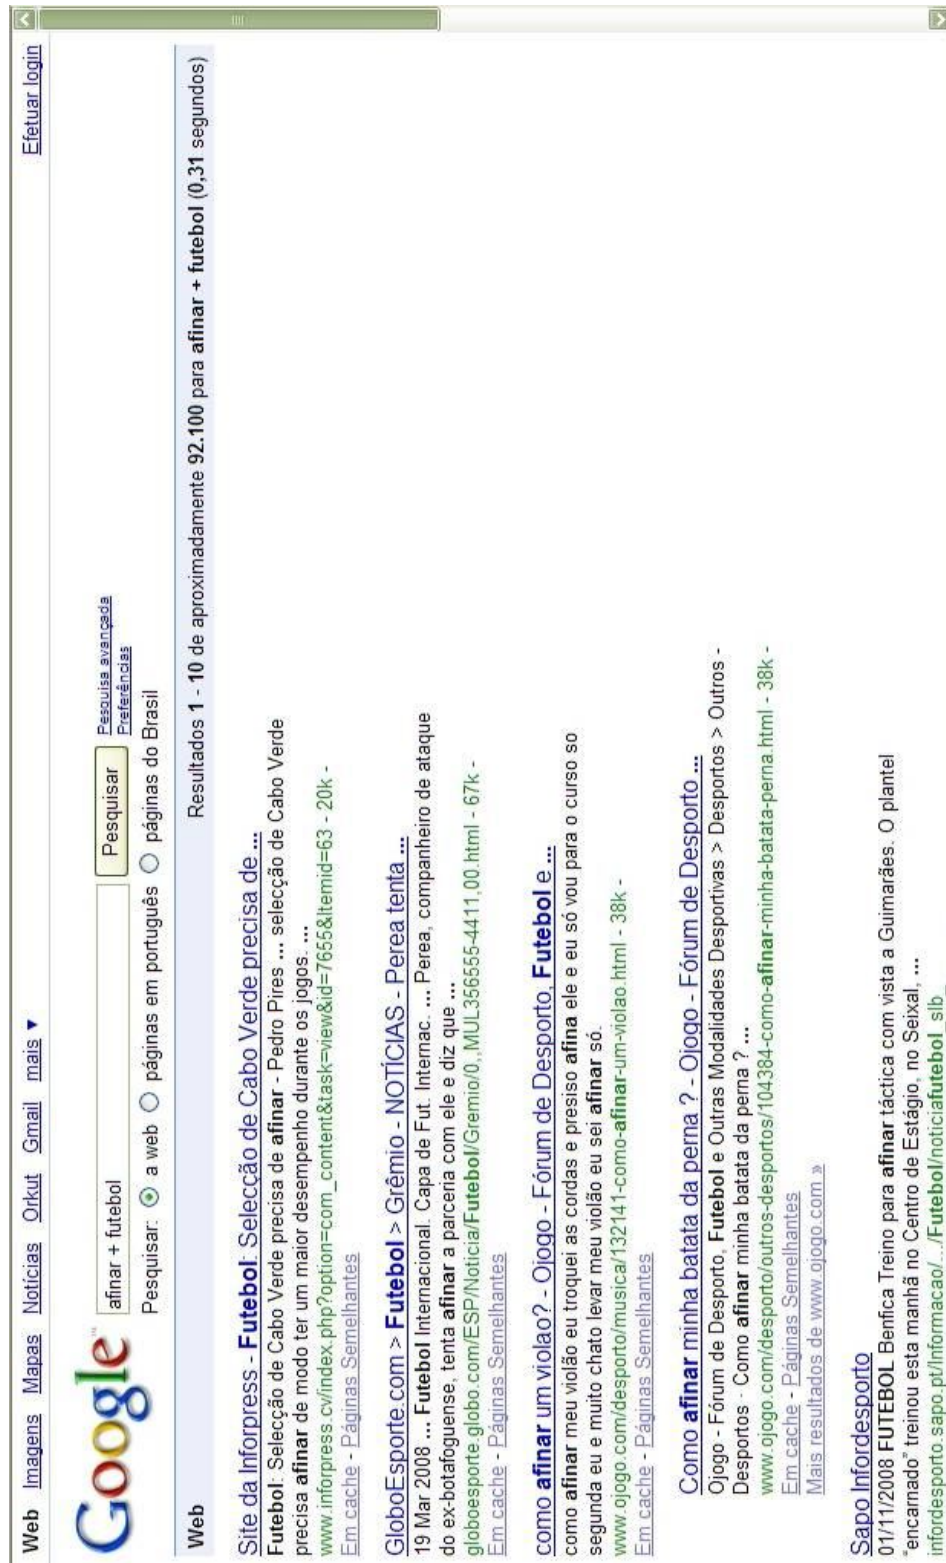 Web Imagens Mapas Notícias Orkut Gmail mais ▼ Efetuar login
Google™
afinar + futebol Pesquisar Pesquisa avançada
Preferências
Pesquisar: a web páginas em português páginas do Brasil
Web Resultados 1 - 10 de aproximadamente 92.100 para afinar + futebol (0,31 segundos)
Site da Inforpress - Futebol: Selecção de Cabo Verde precisa de ...
Futebol: Selecção de Cabo Verde precisa de afinar - Pedro Pires ... selecção de Cabo Verde
precisa afinar de modo ter um maior desempenho durante os jogos. ...
www.inforpress.cv/index.php?option=com_content&task=view&id=7655&Itemid=63 - 20k -
Em cache - Páginas Semelhantes
GloboEsporte.com > Futebol > Grêmio - NOTÍCIAS - Perea tenta ...
19 Mar 2008 ... Futebol Internacional. Capa de Fut. Internac. ... Perea, companheiro de ataque
do ex-botafoguense, tenta afinar a parceria com ele e diz que ...
globoesporte.globo.com/ESP/Noticia/Futebol/Gremio/0,,MUL356555-4411,00.html - 67k -
Em cache - Páginas Semelhantes
como afinar um violao? - Ojogo - Fórum de Desporto, Futebol e ...
como afinar meu violão eu troquei as cordas e presiso afina ele e eu só vou para o curso so
segunda eu e muito chato levar meu violão eu sei afinar só.
www.ojogo.com/desporto/musica/132141-como-afinar-um-violao.html - 38k -
Em cache - Páginas Semelhantes
Como afinar minha batata da perna ? - Ojogo - Fórum de Desporto ...
Ojogo - Fórum de Desporto, Futebol e Outras Modalidades Desportivas > Desportos > Outros -
Desportos - Como afinar minha batata da perna ? ...
www.ojogo.com/desporto/outros-desportos/104384-como-afinar-minha-batata-perna.html - 38k -
Em cache - Páginas Semelhantes
Mais resultados de www.ojogo.com »
Sapo Infordesporto
01/11/2008 FUTEBOL Benfica Treino para afinar táctica com vista a Guimarães. O plantel
"encarnado" treinou esta manhã no Centro de Estágio, no Seixal, ...
infordesporto.sapo.pt/Informacao/.../Futebol/noticiafutebol_slb_